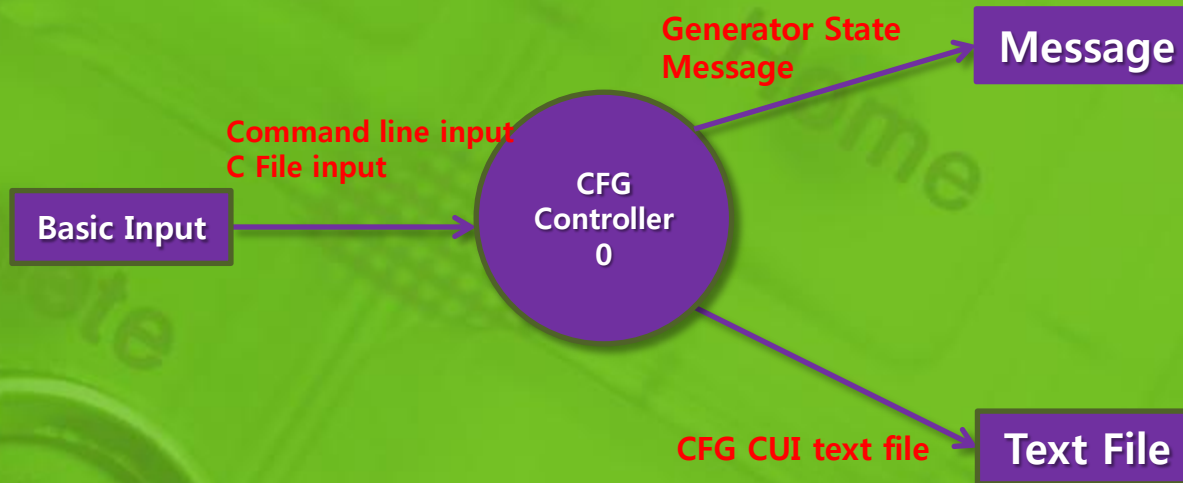 Generator State
Message
Message
Command line input
C File input
CFG
Controller
0
Basic Input
CFG CUI text file
Text File
Home